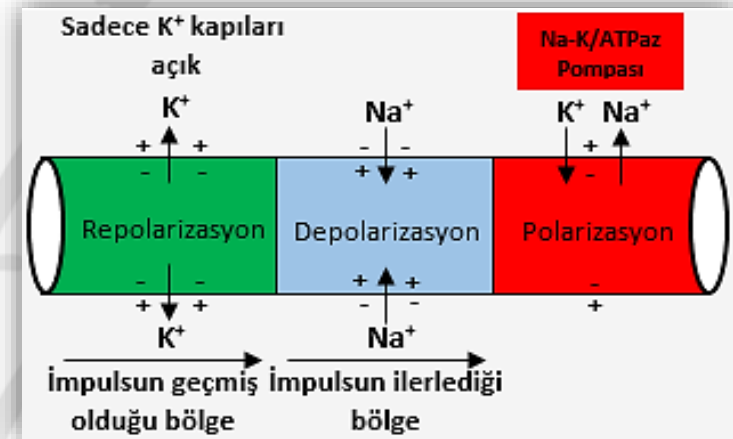 Sadece K⁺ kapıları
açık
K⁺
Na⁺
Na-K/ATPaz
Pompası
K⁺ Na⁺
+ + - - +
- - + + -
Repolarizasyon
Depolarizasyon
Polarizasyon
- - + + -
+ + - - +
K⁺
Na⁺
İmpulsun geçmiş
olduğu bölge
İmpulsun ilerlediği
bölge